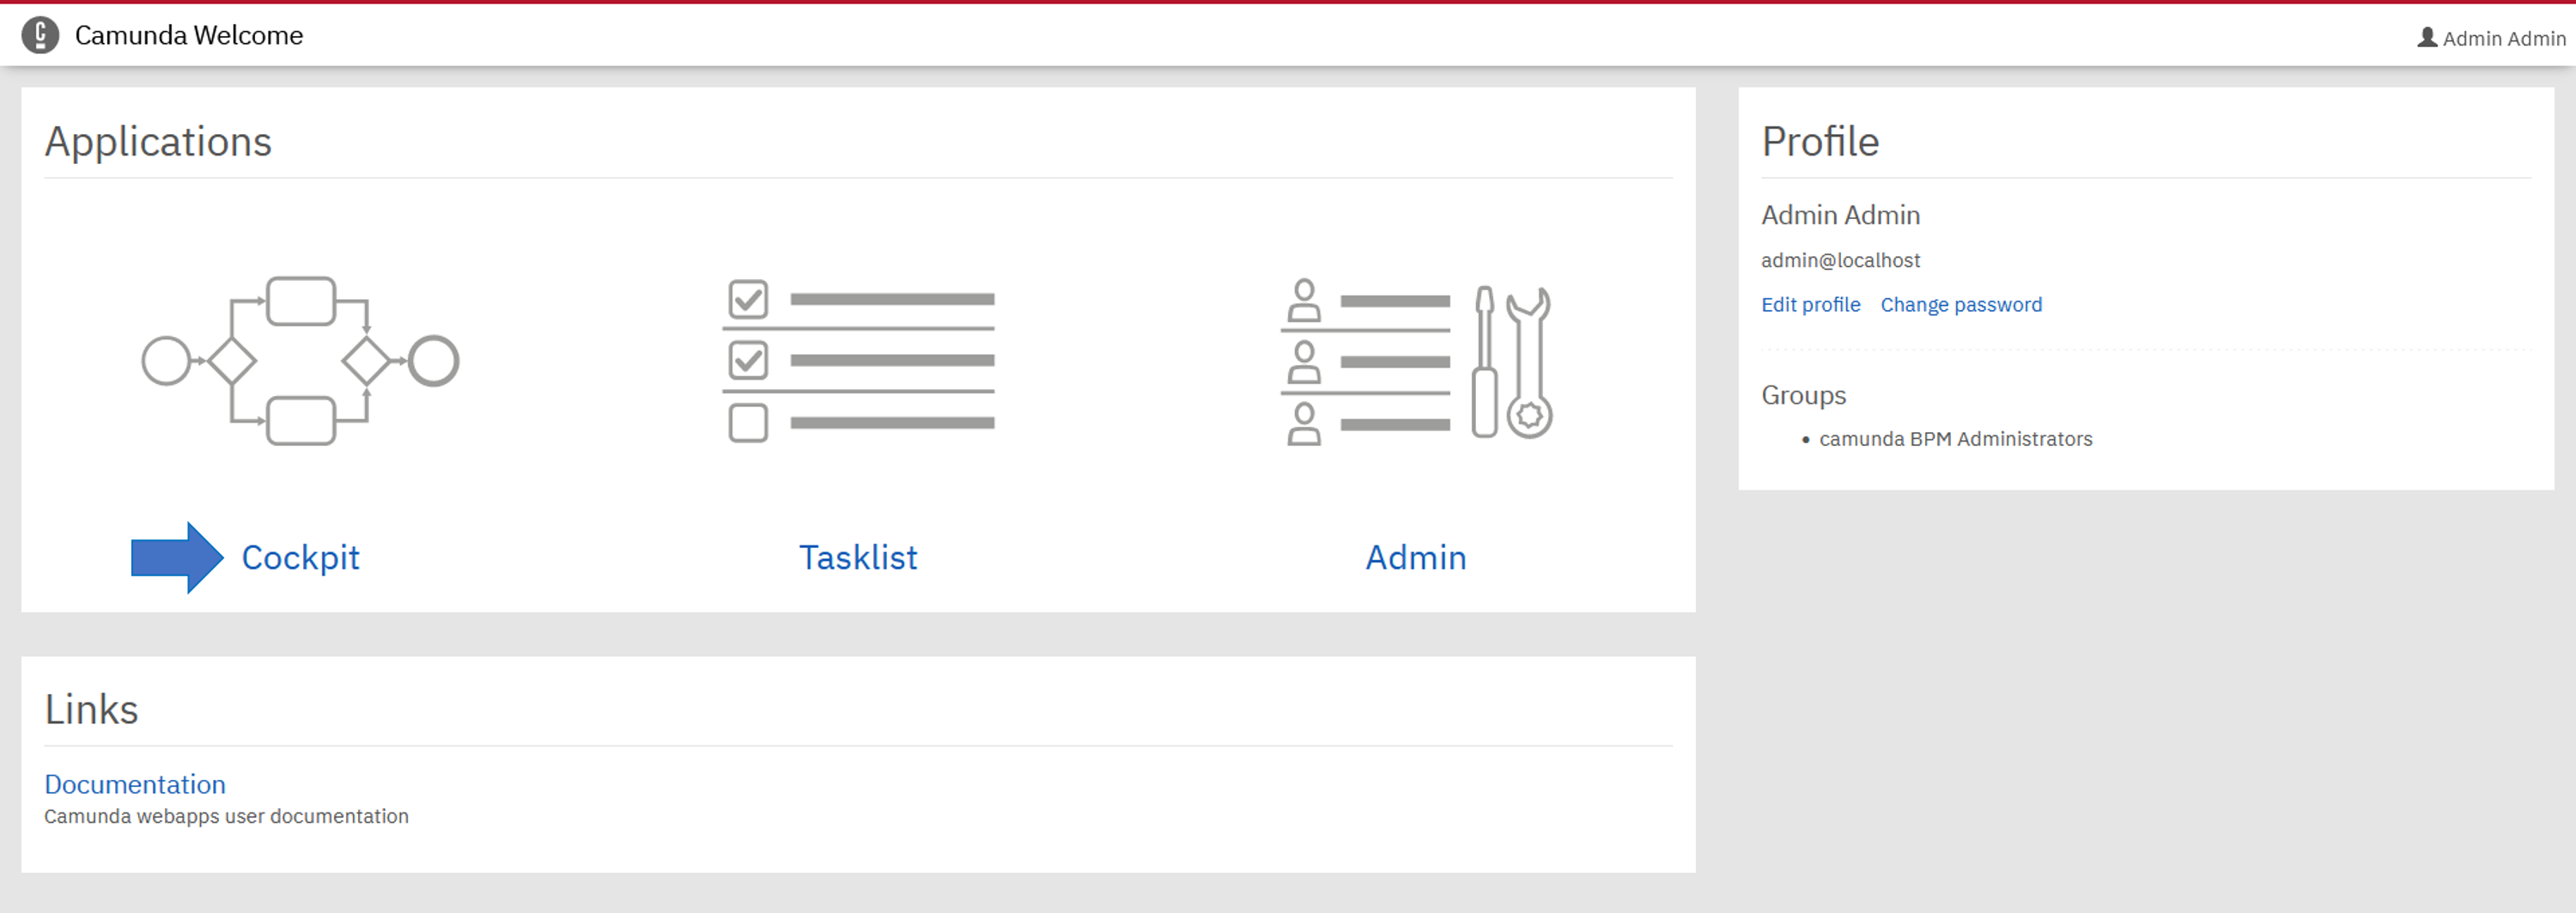 Camunda Welcome
Admin Admin
Applications
Cockpit
Tasklist
Admin
Profile
Admin Admin
admin@localhost
Edit profile Change password
Groups
• camunda BPM Administrators
Links
Documentation
Camunda webapps user documentation